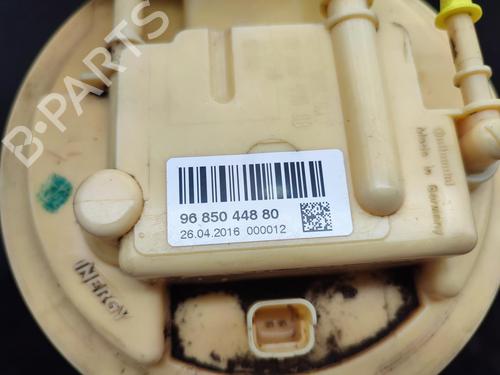 B-PARTS
96 850 448 80
26.04.2016 000012
Continental
Made in Germany
INERGY